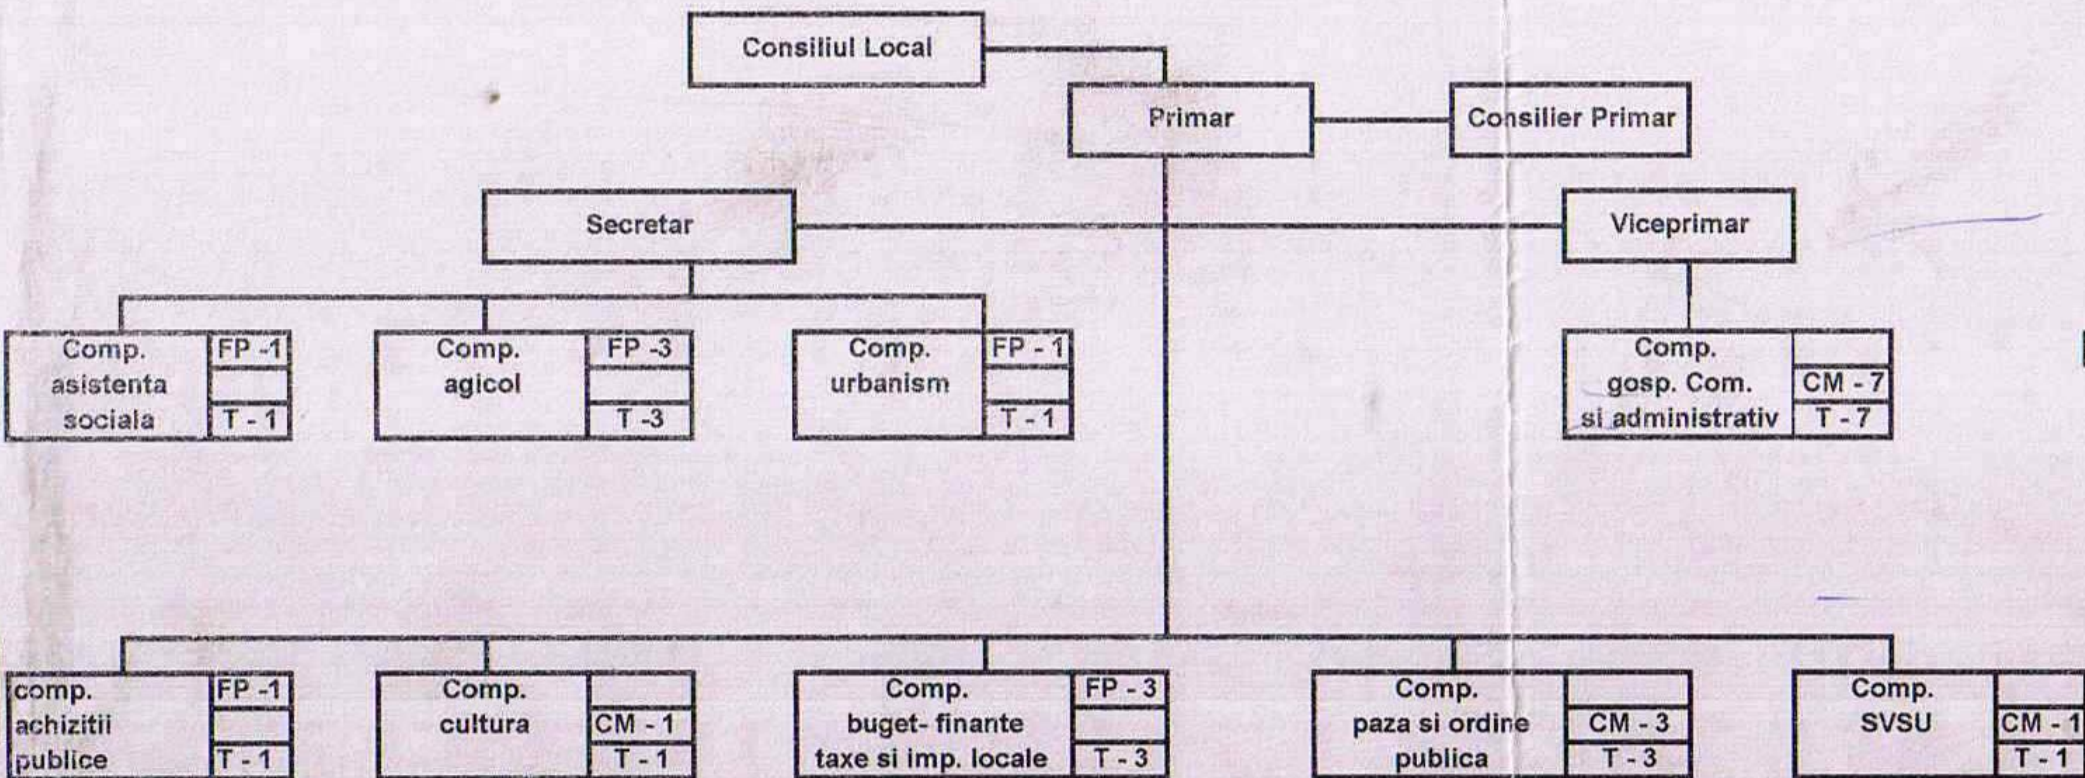 Consiliul Local
Primar
Consilier Primar
Secretar
Viceprimar
Comp.
asistenta
sociala
FP -1
T - 1
Comp.
agicol
FP -3
T -3
Comp.
urbanism
FP - 1
T - 1
Comp.
gosp. Com.
si administrativ
CM - 7
T - 7
comp.
achizitii
publice
FP -1
T - 1
Comp.
cultura
CM - 1
T - 1
Comp.
buget- finante
taxe si imp. locale
FP - 3
T - 3
Comp.
paza si ordine
publica
CM - 3
T - 3
Comp.
SVSU
CM - 1
T - 1